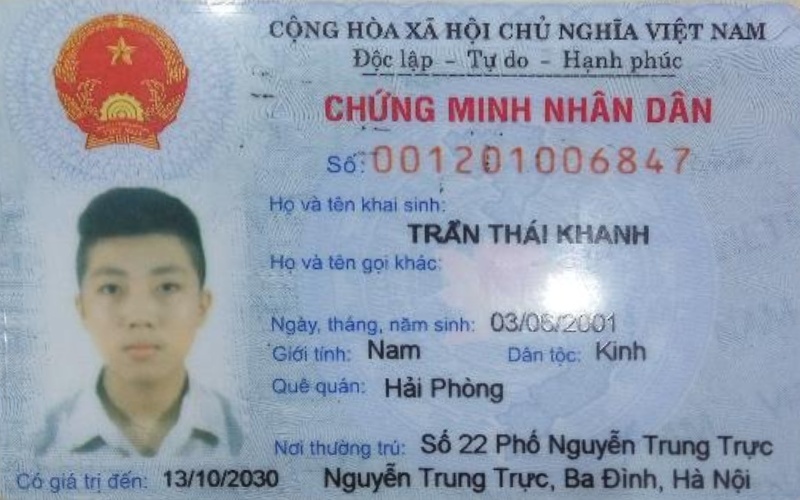 CỘNG HÒA XÃ HỘI CHỦ NGHĨA VIỆT NAM
Độc lập - Tự do - Hạnh phúc
CHỨNG MINH NHÂN DÂN
Số: 001201006847
Họ và tên khai sinh:
TRẦN THÁI KHANH
Họ và tên gọi khác:
Ngày, tháng, năm sinh: 03/06/2001
Giới tính: Nam Dân tộc: Kinh
Quê quán: Hải Phòng
Nơi thường trú: Số 22 Phố Nguyễn Trung Trực
Có giá trị đến: 13/10/2030 Nguyễn Trung Trực, Ba Đình, Hà Nội